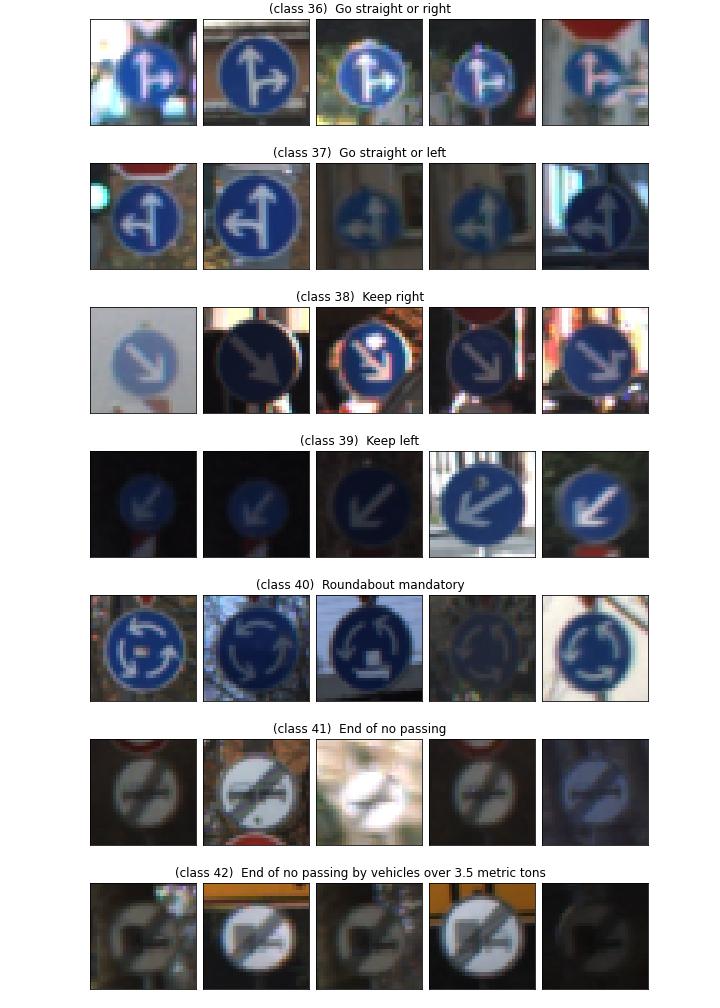 (class 36)  Go straight or right
(class 37)  Go straight or left
(class 38)  Keep right
(class 39)  Keep left
(class 40)  Roundabout mandatory
(class 41)  End of no passing
(class 42)  End of no passing by vehicles over 3.5 metric tons